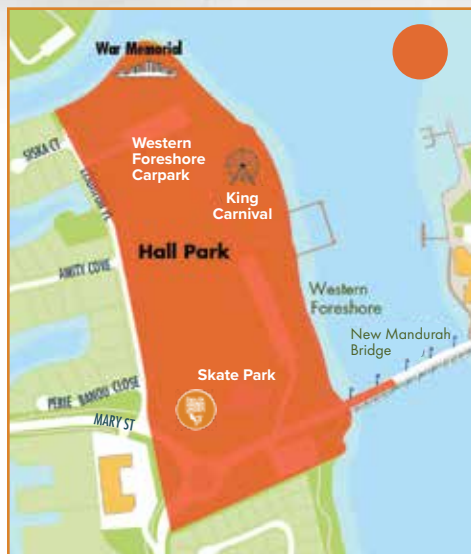 War Memorial
SISKA CT
Western
Foreshore
Carpark
King
Carnival
Hall Park
AMITY COVE
Western
Foreshore
New Mandurah
Bridge
Skate Park
PERIE BANOU CLOSE
MARY ST